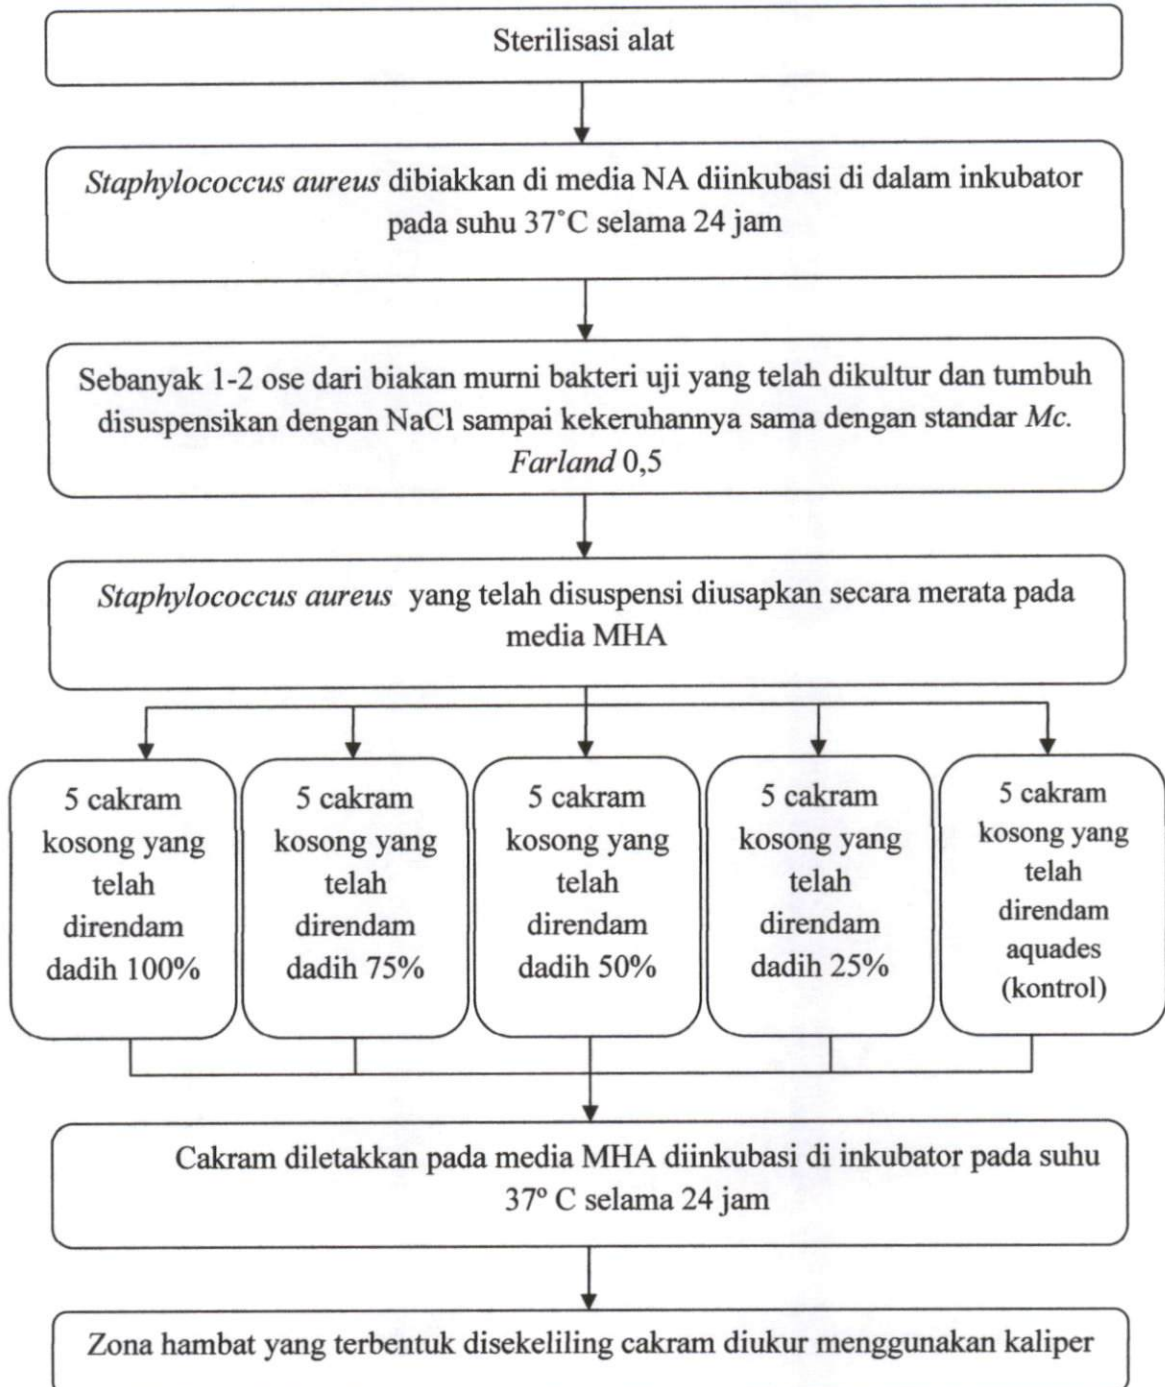 Sterilisasi alat
Staphylococcus aureus dibiakkan di media NA diinkubasi di dalam inkubator
pada suhu 37˚C selama 24 jam
Sebanyak 1-2 ose dari biakan murni bakteri uji yang telah dikultur dan tumbuh
disuspensikan dengan NaCl sampai kekeruhannya sama dengan standar Mc.
Farland 0,5
Staphylococcus aureus yang telah disuspensi diusapkan secara merata pada
media MHA
5 cakram
kosong yang
telah
direndam
dadih 100%
5 cakram
kosong yang
telah
direndam
dadih 75%
5 cakram
kosong yang
telah
direndam
dadih 50%
5 cakram
kosong yang
telah
direndam
dadih 25%
5 cakram
kosong yang
telah
direndam
aquades
(kontrol)
Cakram diletakkan pada media MHA diinkubasi di inkubator pada suhu
37º C selama 24 jam
Zona hambat yang terbentuk disekeliling cakram diukur menggunakan kaliper